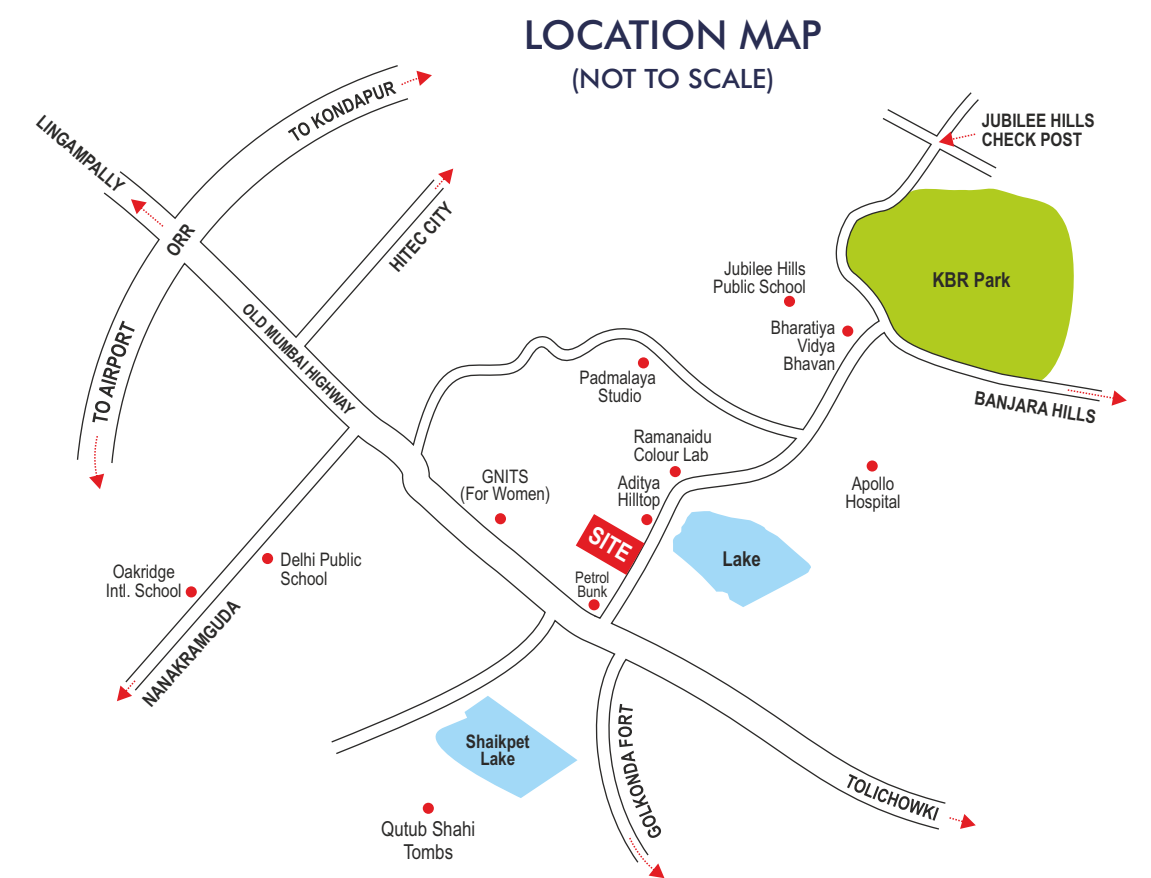 LOCATION MAP
(NOT TO SCALE)
TO KONDAPUR
LINGAMPALLY
ORR
HITEC CITY
TO AIRPORT
OLD MUMBAI HIGHWAY
JUBILEE HILLS
CHECK POST
KBR Park
Jubilee Hills
Public School
Bharatiya
Vidya
Bhavan
BANJARA HILLS
Padmalaya
Studio
Ramanaidu
Colour Lab
Aditya
Hilltop
GNITS
(For Women)
Apollo
Hospital
SITE
Lake
Petrol
Bunk
Delhi Public
School
Oakridge
Intl. School
NANAKRAMGUDA
Shaikpet
Lake
GOLKONDA FORT
TOLICHOWKI
Qutub Shahi
Tombs